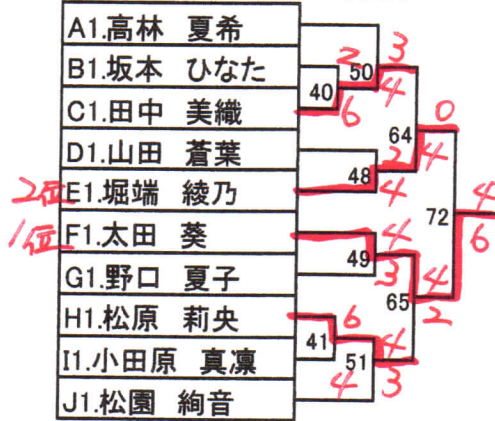 A1.高林 夏希
B1.坂本 ひなた
C1.田中 美織
D1.山田 蒼葉
2位 E1.堀端 綾乃
1位 F1.太田 葵
G1.野口 夏子
H1.松原 莉央
I1.小田原 真凜
J1.松園 絢音
2 50 3
40 6 4
64 0
2 4
48 4
72 4
6
4
49 3
65 4
2
6
41 4
4 51 3